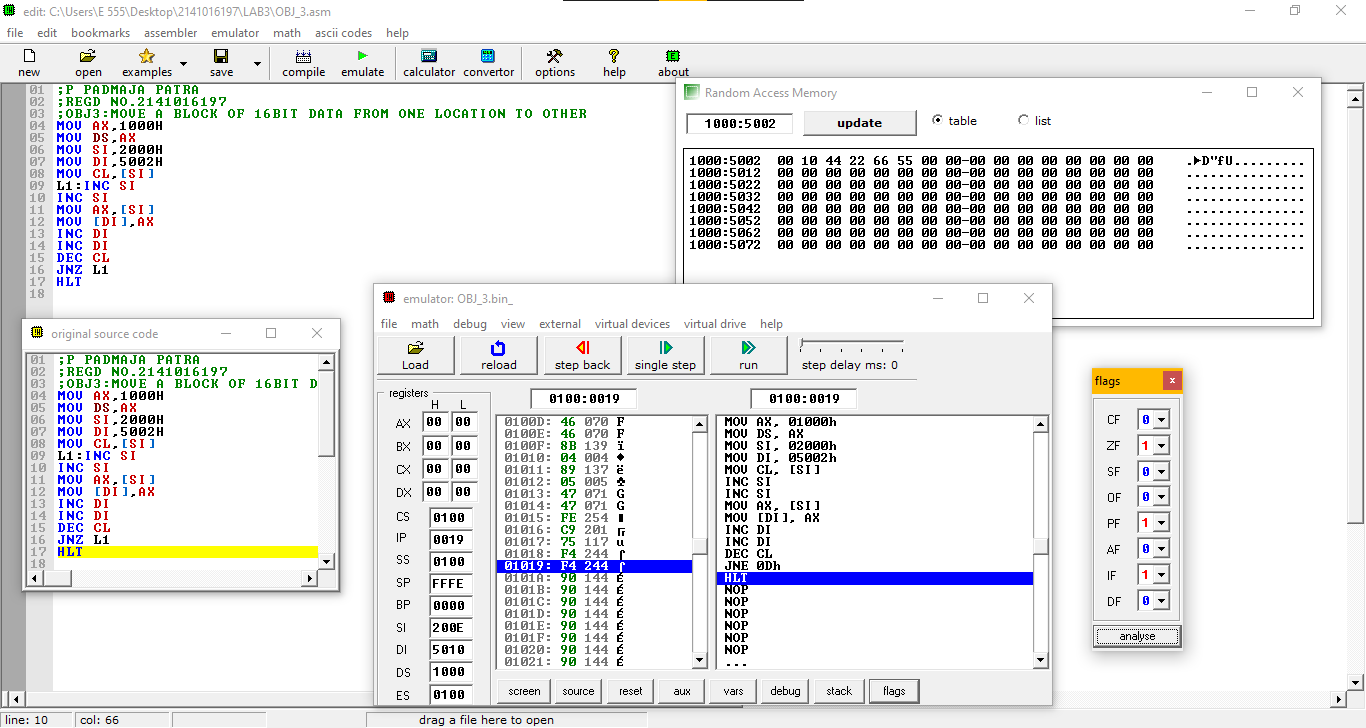 edit: C:\Users\E 555\Desktop\2141016197\LAB3\OBJ_3.asm
file edit bookmarks assembler emulator math ascii codes help
new open examples save compile emulate calculator convertor options help about
01 ;P PADMAJA PATRA
02 ;REGD NO.2141016197
03 ;OBJ3:MOVE A BLOCK OF 16BIT DATA FROM ONE LOCATION TO OTHER
04 MOV AX,1000H
05 MOV DS,AX
06 MOV SI,2000H
07 MOV DI,5002H
08 MOV CL,[SI]
09 L1:INC SI
10 INC SI
11 MOV AX,[SI]
12 MOV [DI],AX
13 INC DI
14 INC DI
15 DEC CL
16 JNZ L1
17 HLT
18
Random Access Memory
1000:5002 update table list
1000:5002 00 10 44 22 66 55 00 00-00 00 00 00 00 00 00 00 .►D"fU.........
1000:5012 00 00 00 00 00 00 00 00-00 00 00 00 00 00 00 00 ...............
1000:5022 00 00 00 00 00 00 00 00-00 00 00 00 00 00 00 00 ...............
1000:5032 00 00 00 00 00 00 00 00-00 00 00 00 00 00 00 00 ...............
1000:5042 00 00 00 00 00 00 00 00-00 00 00 00 00 00 00 00 ...............
1000:5052 00 00 00 00 00 00 00 00-00 00 00 00 00 00 00 00 ...............
1000:5062 00 00 00 00 00 00 00 00-00 00 00 00 00 00 00 00 ...............
1000:5072 00 00 00 00 00 00 00 00-00 00 00 00 00 00 00 00 ...............
original source code
01 ;P PADMAJA PATRA
02 ;REGD NO.2141016197
03 ;OBJ3:MOVE A BLOCK OF 16BIT D
04 MOV AX,1000H
05 MOV DS,AX
06 MOV SI,2000H
07 MOV DI,5002H
08 MOV CL,[SI]
09 L1:INC SI
10 INC SI
11 MOV AX,[SI]
12 MOV [DI],AX
13 INC DI
14 INC DI
15 DEC CL
16 JNZ L1
17 HLT
18
emulator: OBJ_3.bin_
file math debug view external virtual devices virtual drive help
Load reload step back single step run step delay ms: 0
registers
H L
AX 00 00
BX 00 00
CX 00 00
DX 00 00
CS 0100
IP 0019
SS 0100
SP FFFE
BP 0000
SI 200E
DI 5010
DS 1000
ES 0100
0100:0019
0100D: 46 070 F
0100E: 46 070 F
0100F: 8B 139 ï
01010: 04 004 ♦
01011: 89 137 ë
01012: 05 005 ♣
01013: 47 071 G
01014: 47 071 G
01015: FE 254 ■
01016: C9 201 ╔
01017: 75 117 u
01018: F4 244 ⌠
01019: F4 244 ⌠
0101A: 90 144 É
0101B: 90 144 É
0101C: 90 144 É
0101D: 90 144 É
0101E: 90 144 É
0101F: 90 144 É
01020: 90 144 É
01021: 90 144 É
0100:0019
MOV AX, 01000h
MOV DS, AX
MOV SI, 02000h
MOV DI, 05002h
MOV CL, [SI]
INC SI
INC SI
MOV AX, [SI]
MOV [DI], AX
INC DI
INC DI
DEC CL
JNE 0Dh
HLT
NOP
NOP
NOP
NOP
NOP
NOP
...
screen source reset aux vars debug stack flags
flags
CF 0
ZF 1
SF 0
OF 0
PF 1
AF 0
IF 1
DF 0
analyse
line: 10 col: 66 drag a file here to open